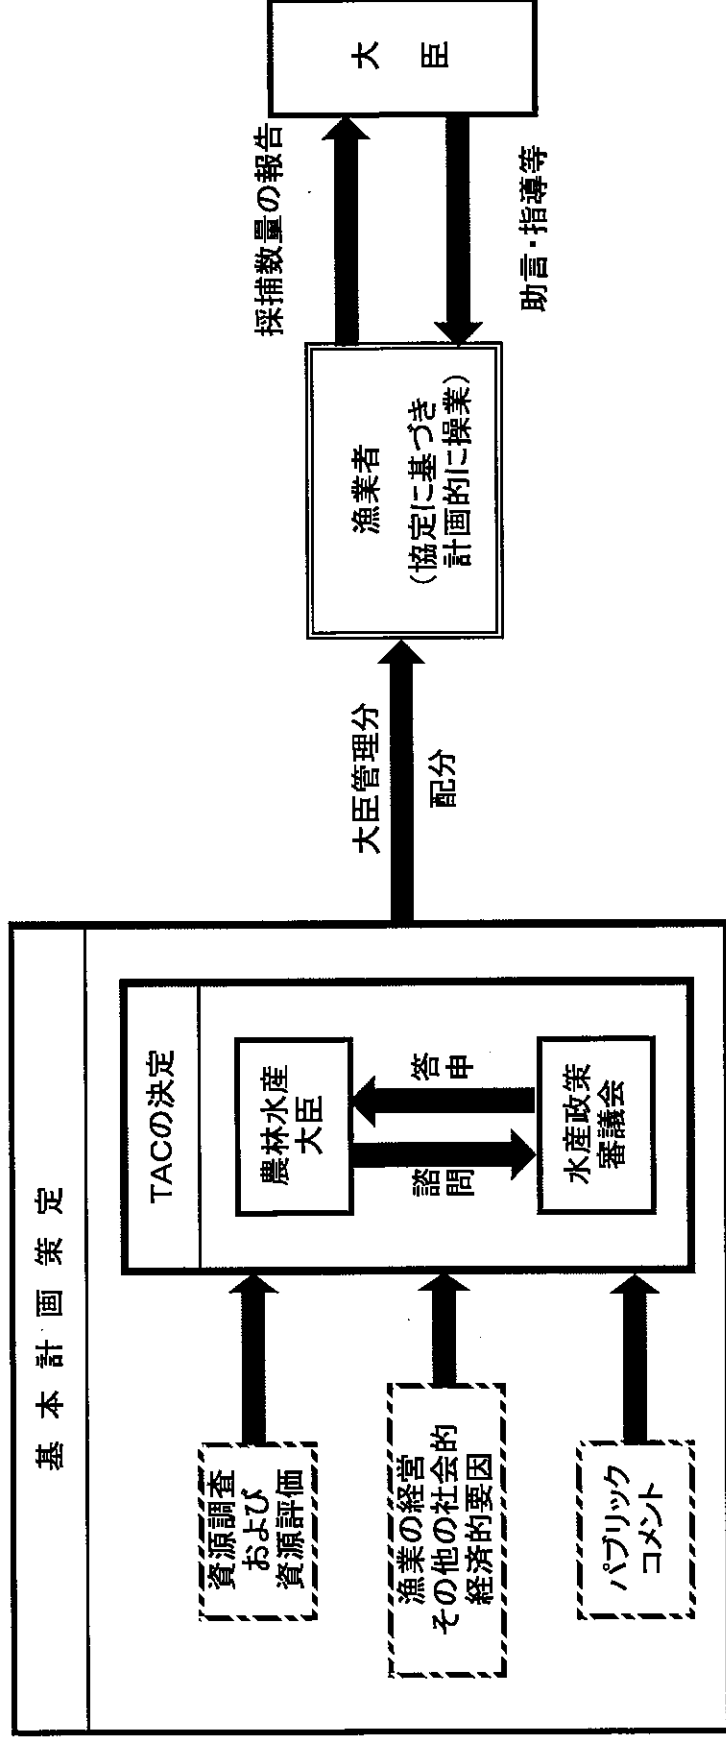 基本計画策定
資源調査
および
資源評価
漁業の経営
その他の社会的
経済的要因
パブリック
コメント
TACの決定
農林水産
大臣
諮問
答申
水産政策
審議会
大臣管理分
配分
漁業者
（協定に基づき
計画的に操業）
採捕数量の報告
助言・指導等
大臣